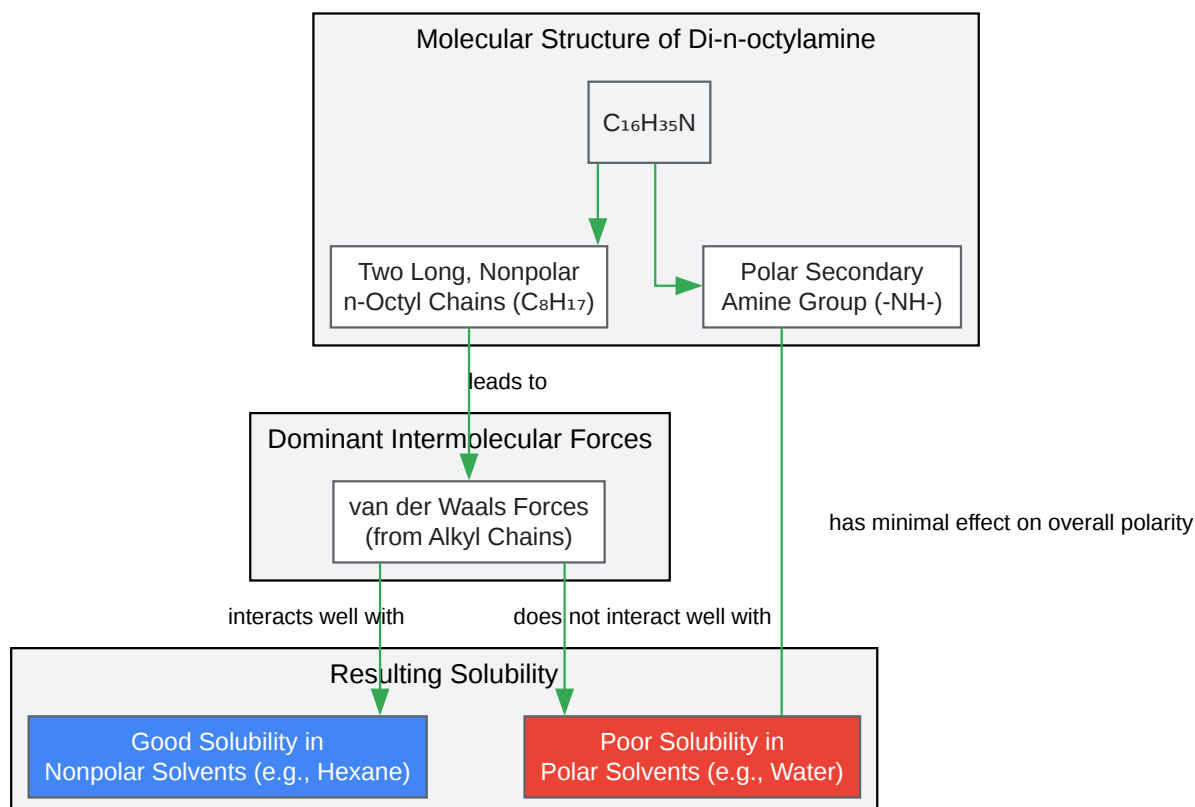 Molecular Structure of Di-n-octylamine
C₁₆H₃₅N
Two Long, Nonpolar
n-Octyl Chains (C₈H₁₇)
Polar Secondary
Amine Group (-NH-)
leads to
Dominant Intermolecular Forces
van der Waals Forces
(from Alkyl Chains)
has minimal effect on overall polarity
interacts well with
does not interact well with
Resulting Solubility
Good Solubility in
Nonpolar Solvents (e.g., Hexane)
Poor Solubility in
Polar Solvents (e.g., Water)